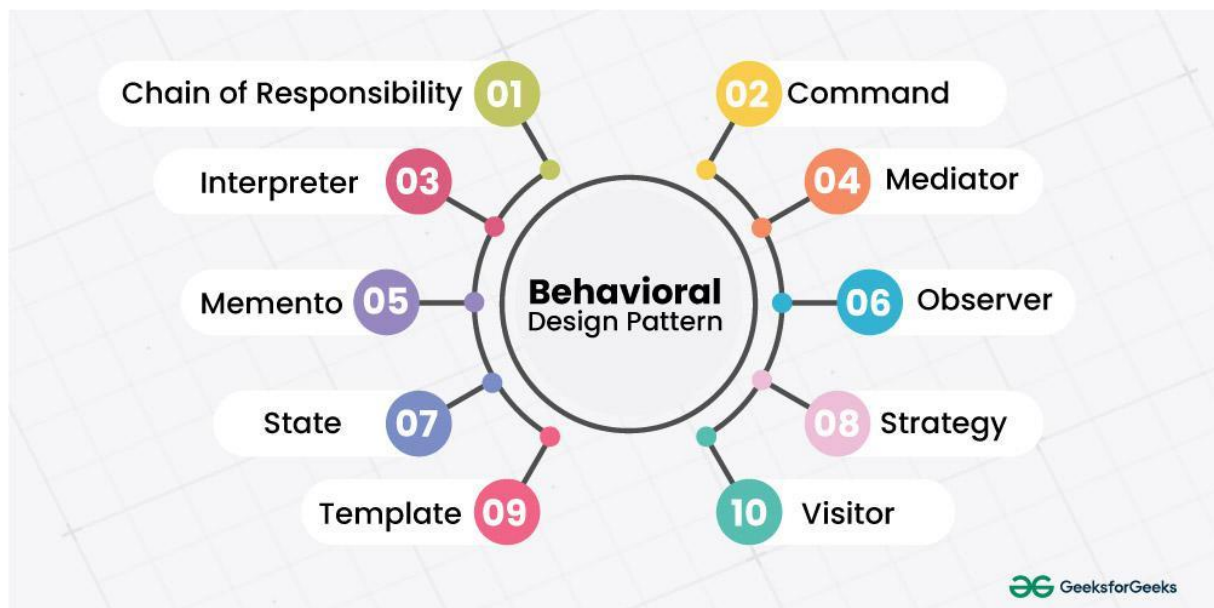 Chain of Responsibility 01
02 Command
Interpreter 03
04 Mediator
Memento 05
06 Observer
Behavioral
Design Pattern
State 07
08 Strategy
Template 09
10 Visitor
GeeksforGeeks